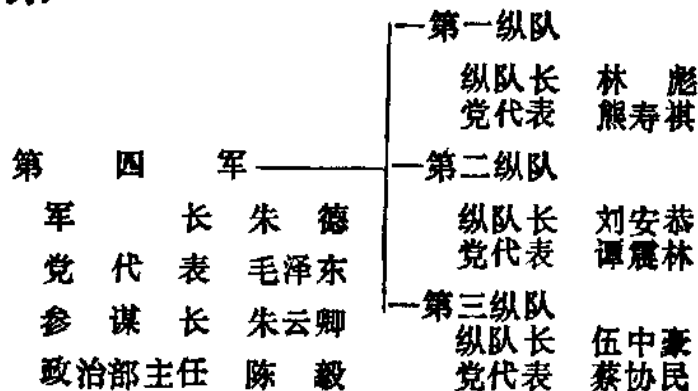 第四军
军长 朱德
党代表 毛泽东
参谋长 朱云卿
政治部主任 陈毅
第一纵队
纵队长 林彪
党代表 熊寿祺
第二纵队
纵队长 刘安恭
党代表 谭震林
第三纵队
纵队长 伍中豪
党代表 蔡协民